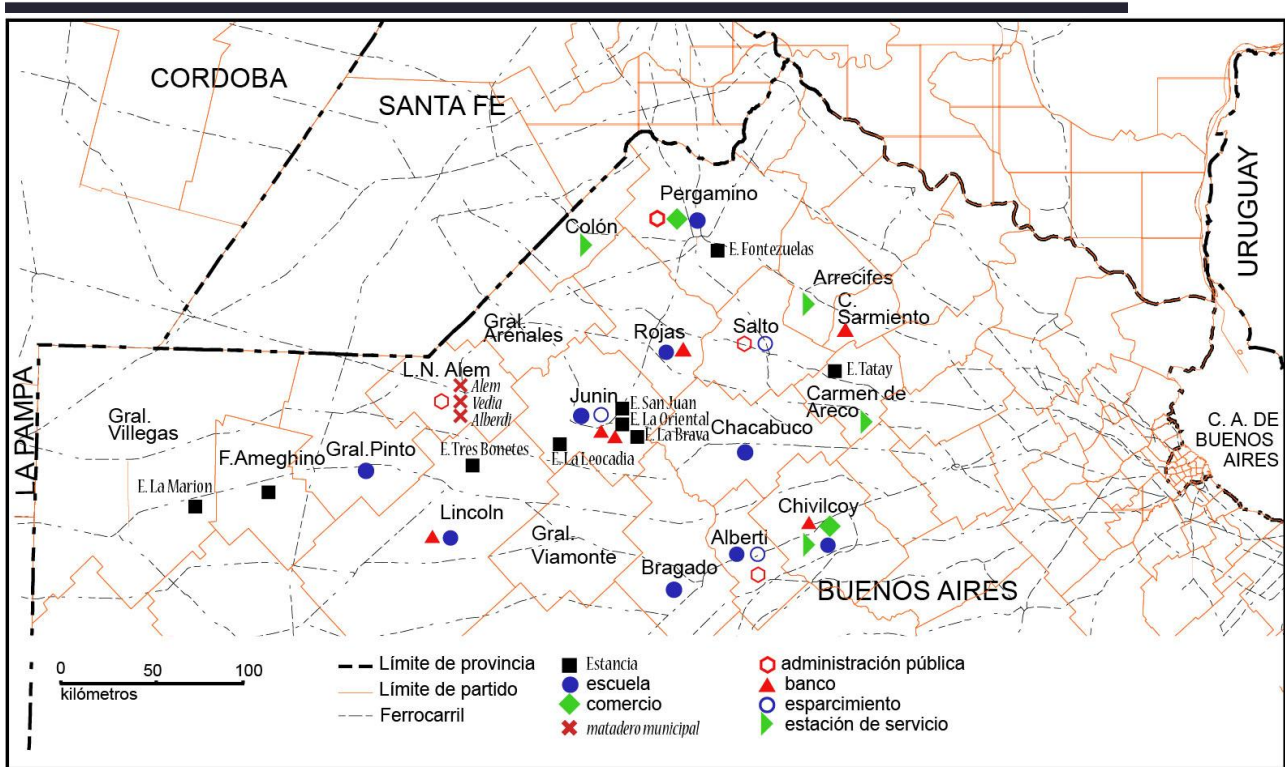 CORDOBA
SANTA FE
URUGUAY
Pergamino
Colón
E. Fontezuelas
Arrecifes
C.
Sarmiento
Gral.
Arenales
Rojas
Salto
L.N. Alem
Alem
Vedia
Alberdi
E. Tatay
LA PAMPA
Gral.
Villegas
Junin
E. San Juan
E. La Oriental
E. La Brava
Carmen de
Areco
Chacabuco
C. A. DE
BUENOS
AIRES
F.Ameghino
Gral.Pinto
E. Tres Bonetes
E. La Leocadia
E. La Marion
Lincoln
Gral.
Viamonte
Chivilcoy
Alberti
Bragado
BUENOS AIRES
0 50 100
kilómetros
Límite de provincia
Límite de partido
Ferrocarril
Estancia
escuela
comercio
matadero municipal
administración pública
banco
esparcimiento
estación de servicio